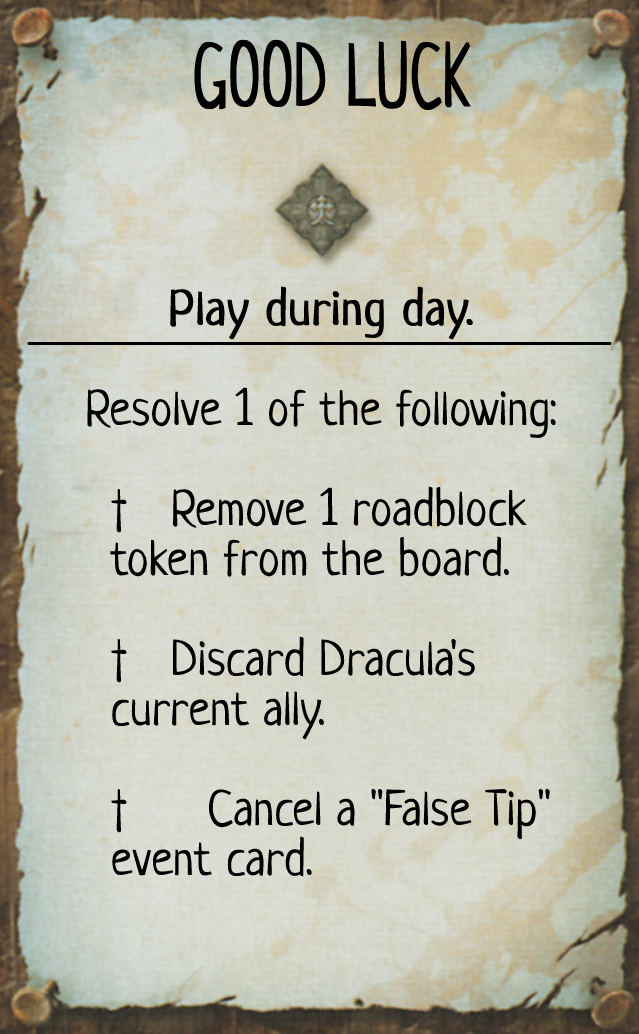 GOOD LUCK
Play during day.
Resolve 1 of the following:
† Remove 1 roadblock
token from the board.
† Discard Dracula's
current ally.
† Cancel a "False Tip"
event card.